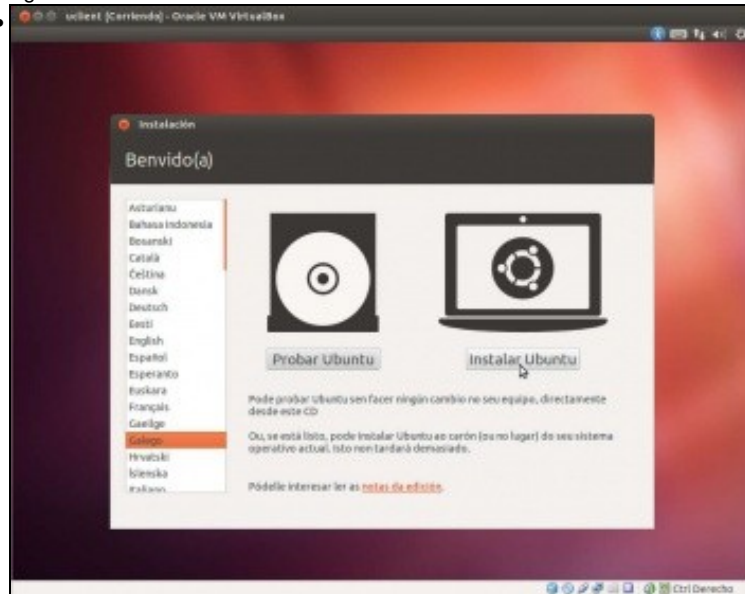 uclient [Corriendo] - Oracle VM VirtualBox
Instalación
Benvido(a)
Asturianu
Bahasa Indonesia
Bosanski
Català
Čeština
Dansk
Deutsch
Eesti
English
Español
Esperanto
Euskara
Français
Gaeilge
Galego
Hrvatski
Íslenska
Italiano
Probar Ubuntu
Instalar Ubuntu
Pode probar Ubuntu sen facer ningún cambio no seu equipo, directamente
desde este CD
Ou, se está listo, pode instalar Ubuntu ao carón (ou no lugar) do seu sistema
operativo actual. Isto non tardará demasiado.
Pódelle interesar ler as notas da edición.
Ctrl Derecho